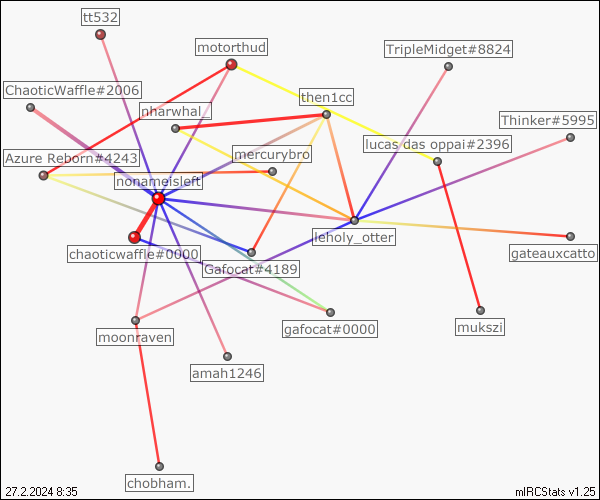 tt532
motorthud
TripleMidget#8824
ChaoticWaffle#2006
then1cc
nharwhal_
Thinker#5995
lucas das oppai#2396
mercurybro
Azure Reborn#4243
nonameisleft
leholy_otter
chaoticwaffle#0000
gateauxcatto
Gafocat#4189
gafocat#0000
mukszi
moonraven
amah1246
chobham.
27.2.2024 8:35
mIRCStats v1.25